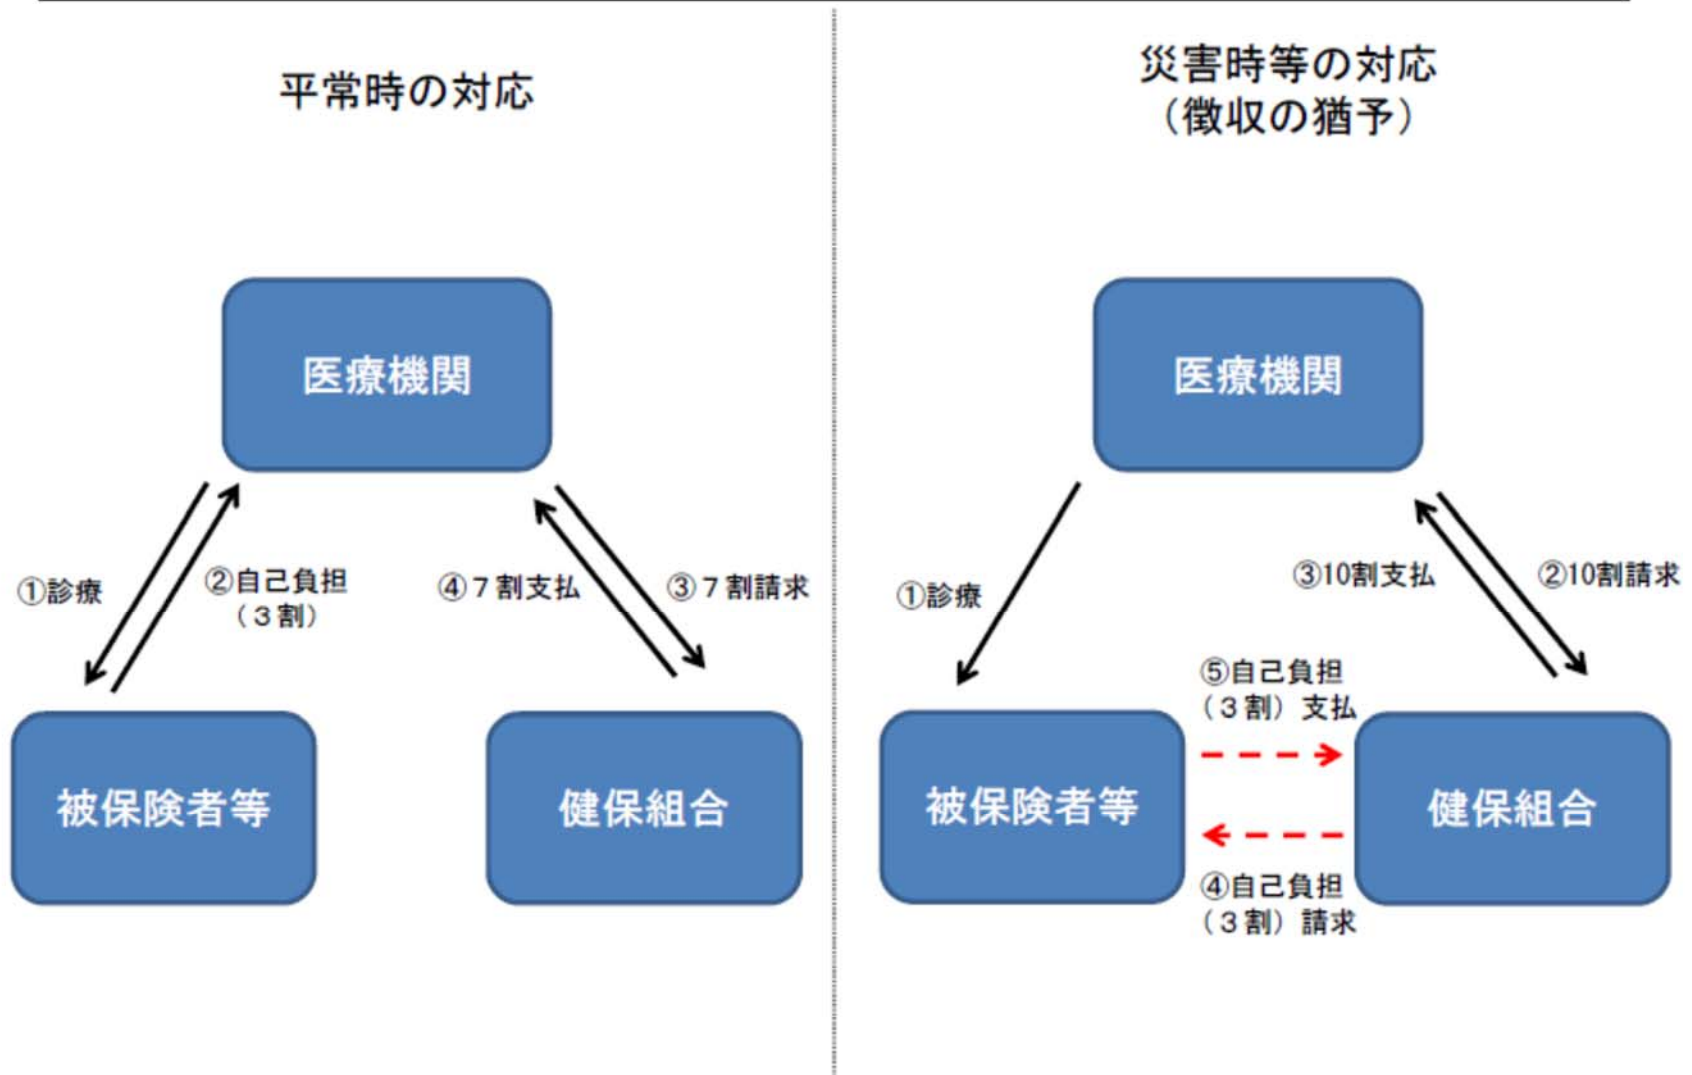 平常時の対応
医療機関
①診療
②自己負担
（３割）
④７割支払
③７割請求
被保険者等
健保組合
災害時等の対応
（徴収の猶予）
医療機関
①診療
③10割支払
②10割請求
⑤自己負担
（３割）支払
被保険者等
健保組合
④自己負担
（３割）請求